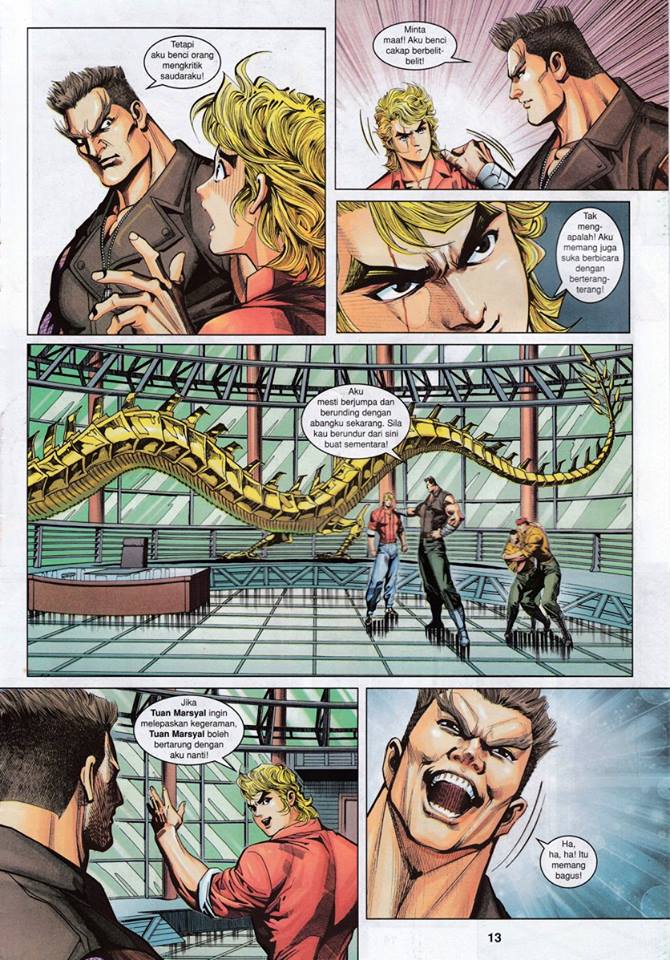 Tetapi
aku benci orang
mengkritik
saudaraku!
Minta
maaf! Aku benci
cakap berbelit-
belit!
Tak
meng-
apalah! Aku
memang juga
suka berbicara
dengan
berterang-
terang!
Aku
mesti berjumpa dan
berunding dengan
abangku sekarang. Sila
kau berundur dari sini
buat sementara!
Jika
Tuan Marsyal ingin
melepaskan kegeraman,
Tuan Marsyal boleh
bertarung dengan
aku nanti!
Ha,
ha, ha! Itu
memang
bagus!
13